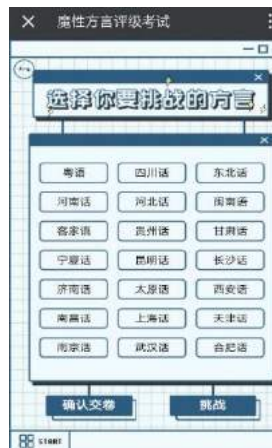 魔性方言评级考试
选择你要挑战的方言
粤语 四川话 东北话
河南话 河北话 闽南语
客家话 贵州话 甘肃话
宁夏话 昆明话 长沙话
济南话 太原话 西安话
南昌话 上海话 天津话
南京话 武汉话 合肥话
确认交卷 挑战
START